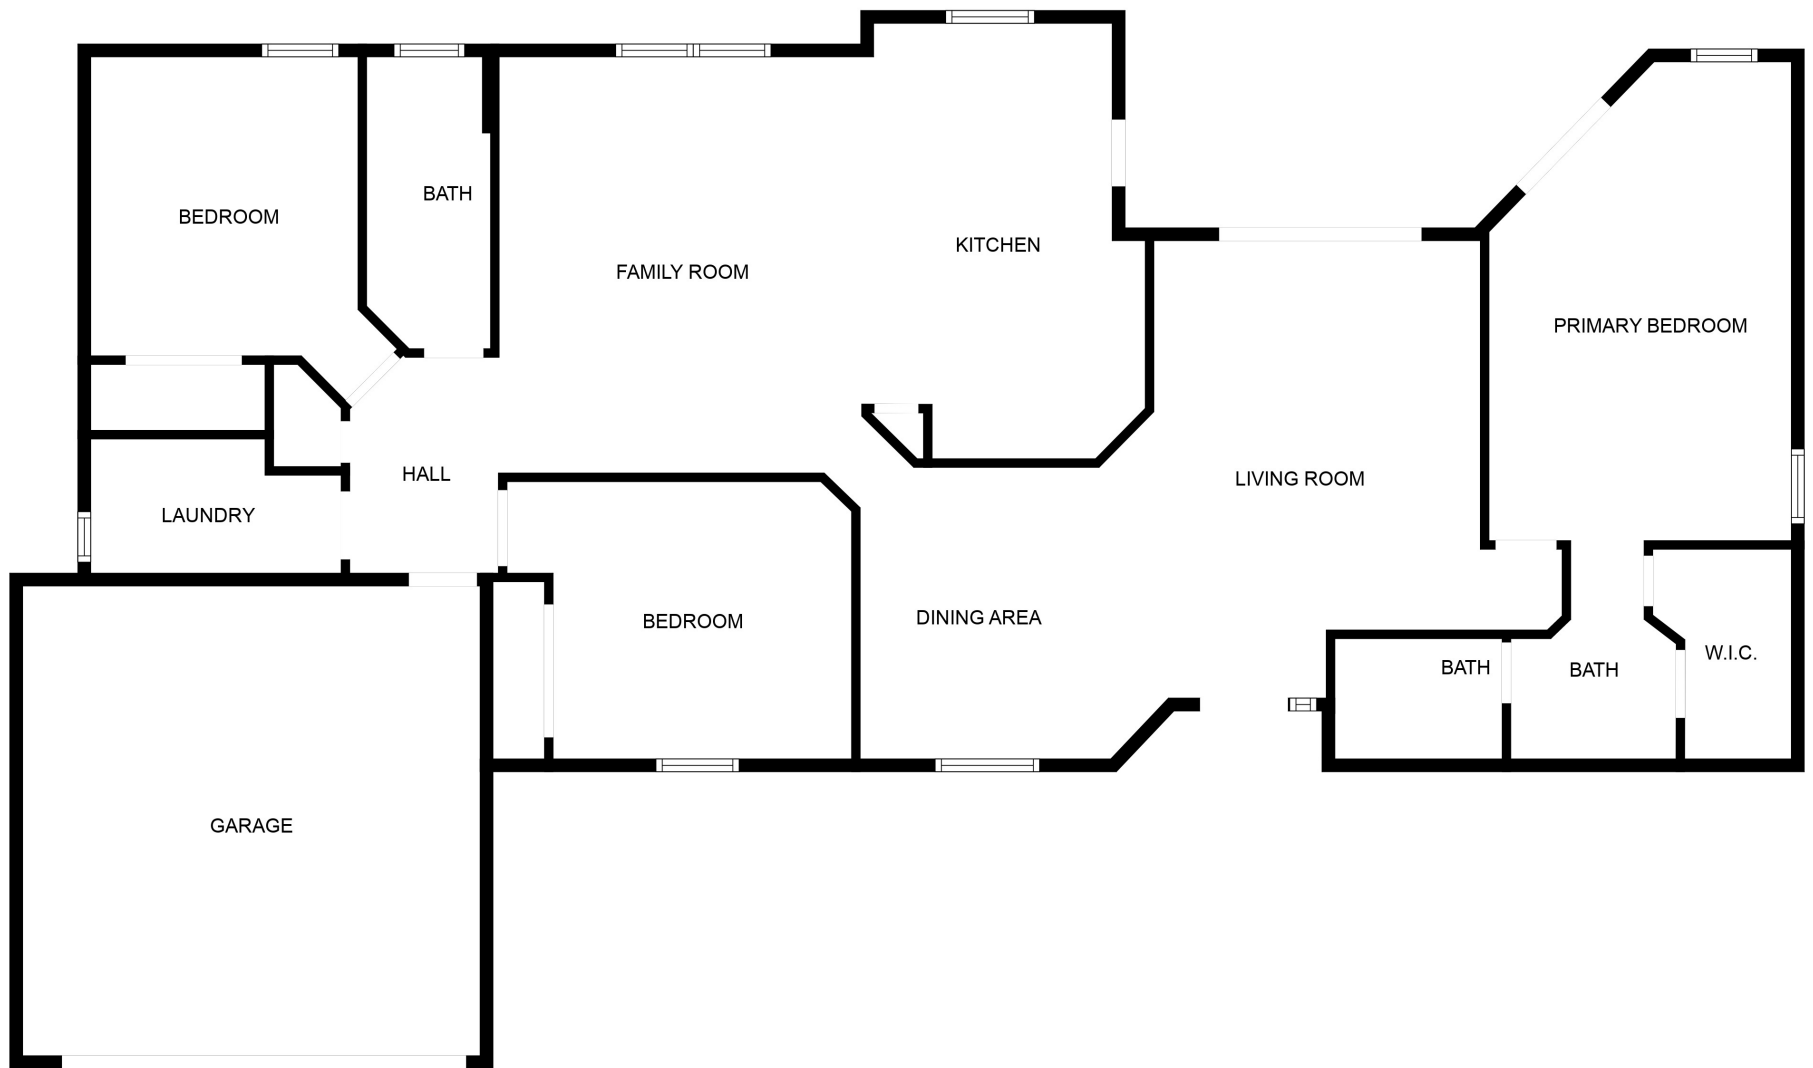 BATH
BEDROOM
KITCHEN
FAMILY ROOM
PRIMARY BEDROOM
HALL
LIVING ROOM
LAUNDRY
DINING AREA
BEDROOM
W.I.C.
BATH
BATH
GARAGE